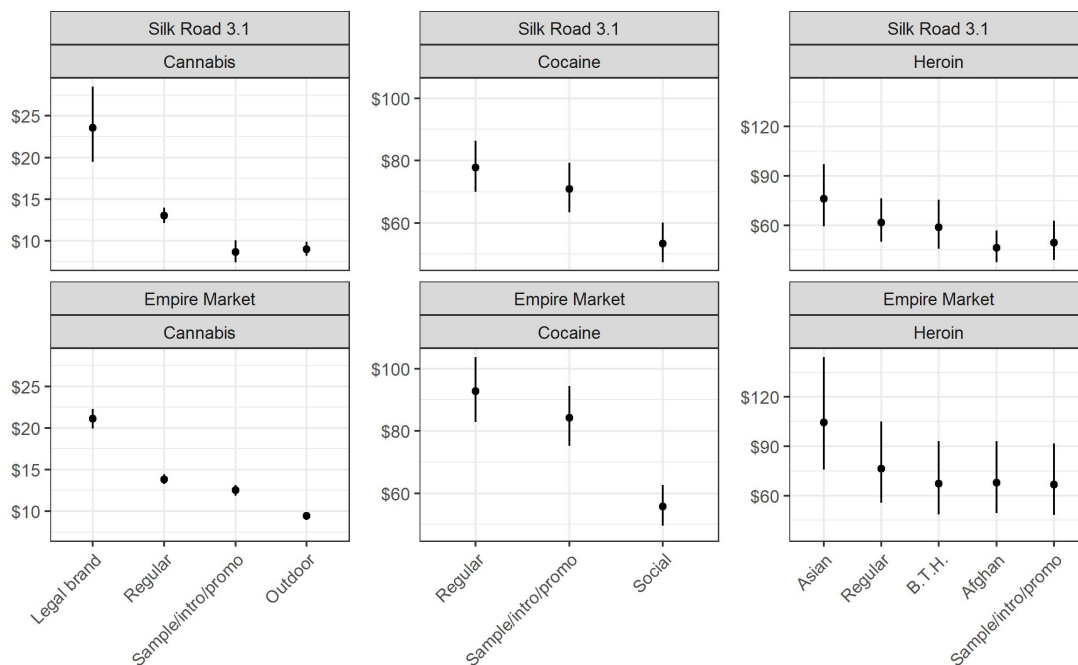 Silk Road 3.1
Cannabis
$25
$20
$15
$10
Silk Road 3.1
Cocaine
$100
$80
$60
Silk Road 3.1
Heroin
$120
$90
$60
Empire Market
Cannabis
$25
$20
$15
$10
Legal brand
Regular
Sample/intro/promo
Outdoor
Empire Market
Cocaine
$100
$80
$60
Regular
Sample/intro/promo
Social
Empire Market
Heroin
$120
$90
$60
Asian
Regular
B.T.H.
Afghan
Sample/intro/promo